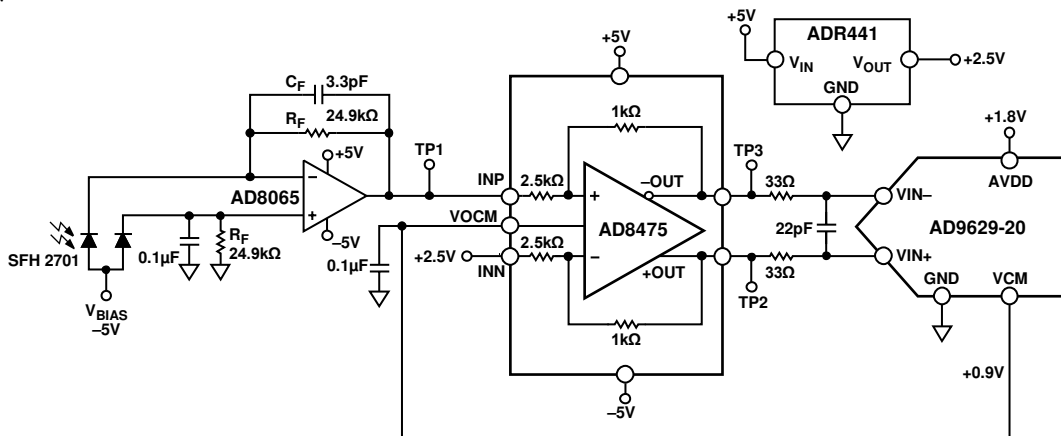 +5V
ADR441
V_IN
V_OUT
+2.5V
GND
+5V
C_F
3.3pF
24.9kΩ
R_F
+5V
–
AD8065
+
–5V
TP1
SFH 2701
0.1µF
R_F
24.9kΩ
V_BIAS
–5V
INP
2.5kΩ
1kΩ
+
–OUT
VOCM
AD8475
0.1µF
+2.5V
2.5kΩ
INN
–
+OUT
1kΩ
–5V
TP3
33Ω
22pF
33Ω
TP2
+1.8V
AVDD
VIN–
AD9629-20
VIN+
GND
VCM
+0.9V